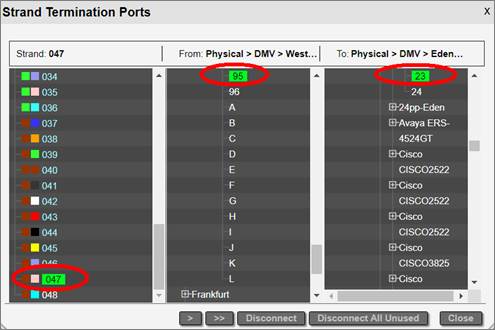 Strand Termination Ports
X
Strand: 047
From: Physical > DMV > West...
To: Physical > DMV > Eden...
034
035
036
037
038
039
040
041
042
043
044
045
046
047
048
95
96
A
B
C
D
E
F
G
H
I
J
K
L
Frankfurt
23
24
24pp-Eden
Avaya ERS-
4524GT
Cisco
CISCO2522
Cisco
CISCO2522
Cisco
CISCO2522
Cisco
CISCO3825
Cisco
>
>>
Disconnect
Disconnect All Unused
Close